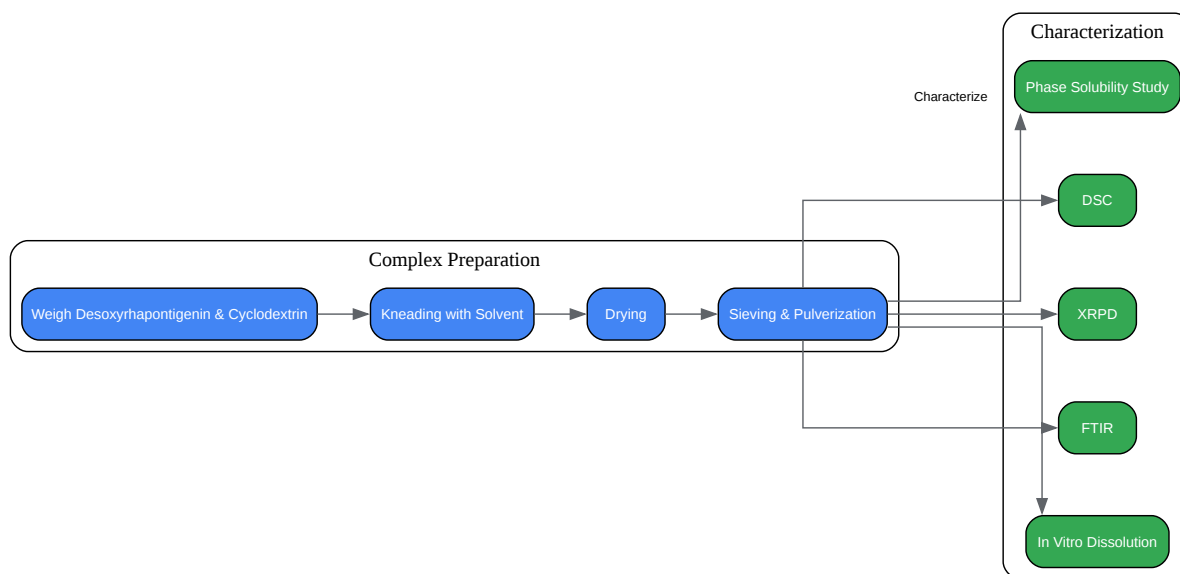 Characterization
Phase Solubility Study
Characterize
DSC
Complex Preparation
Weigh Desoxyrhapontigenin & Cyclodextrin
Kneading with Solvent
Drying
Sieving & Pulverization
XRPD
FTIR
In Vitro Dissolution